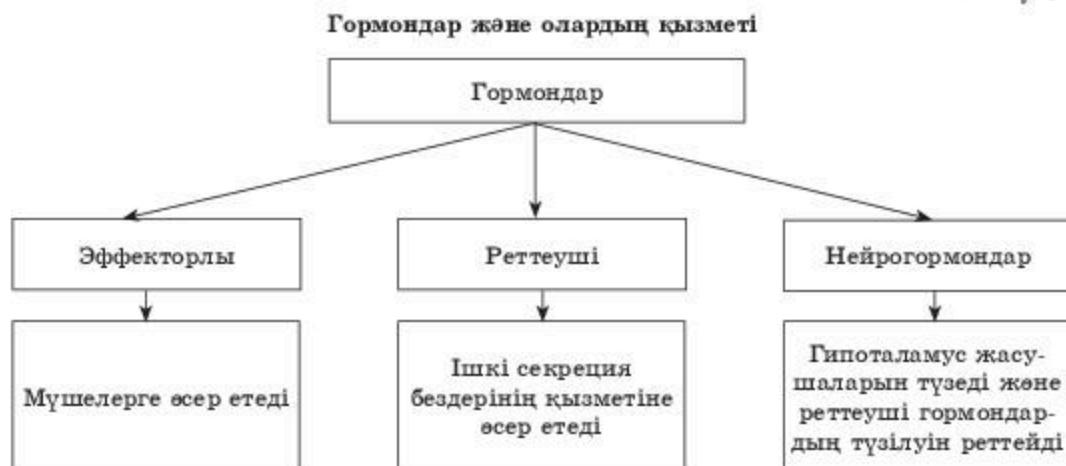 Гормондар және олардың қызметі
Гормондар
Эффекторлы
Реттеуші
Нейрогормондар
Мүшелерге әсер етеді
Ішкі секреция
бездерінің қызметіне
әсер етеді
Гипоталамус жасу-
шаларын түзеді және
реттеуші гормондар-
дың түзілуін реттейді